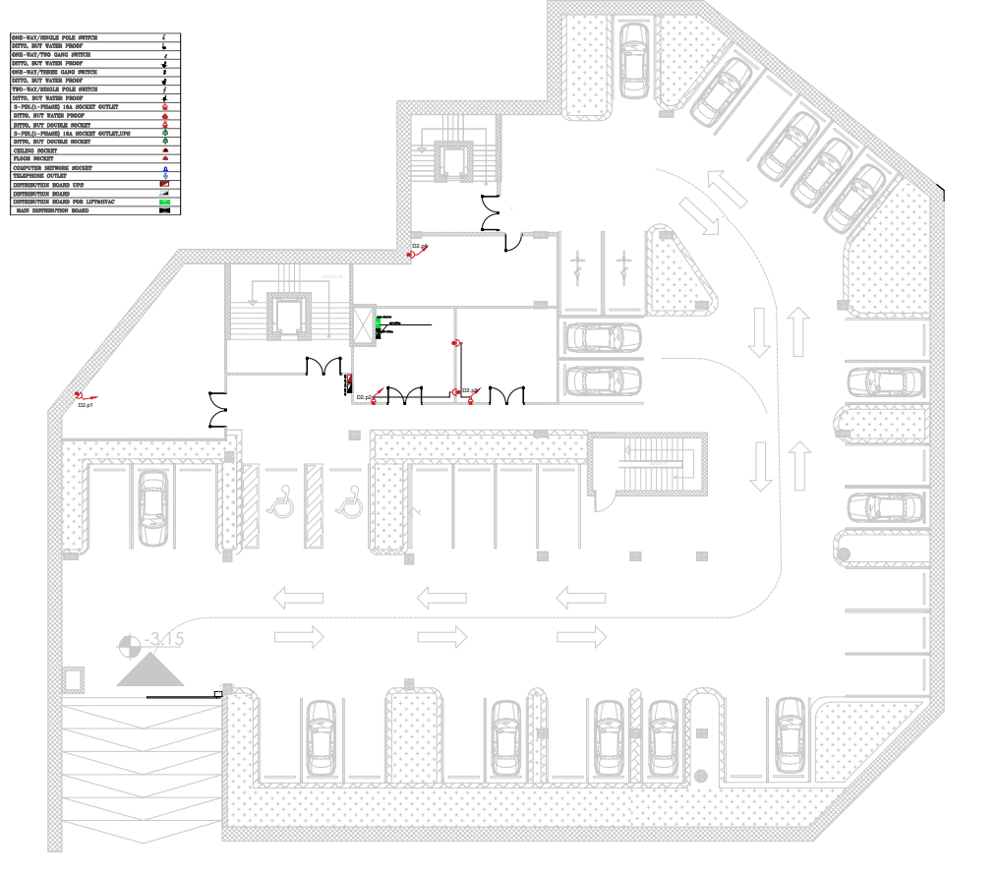 ONE-WAY/SINGLE POLE SWITCH
DITTO, BUT WATER PROOF
ONE-WAY/TWO GANG SWITCH
DITTO, BUT WATER PROOF
ONE-WAY/THREE GANG SWITCH
DITTO, BUT WATER PROOF
TWO-WAY/SINGLE POLE SWITCH
DITTO, BUT WATER PROOF
3-PIN,(1-PHASE) 16A SOCKET OUTLET
DITTO, BUT WATER PROOF
DITTO, BUT DOUBLE SOCKET
3-PIN,(1-PHASE) 16A SOCKET OUTLET,UPS
DITTO, BUT DOUBLE SOCKET
CEILING SOCKET
FLOOR SOCKET
COMPUTER NETWORK SOCKET
TELEPHONE OUTLET
DISTRIBUTION BOARD UPS
DISTRIBUTION BOARD
DISTRIBUTION BOARD FOR LIFT&HVAC
MAIN DISTRIBUTION BOARD
D2.p4
D2.p1
D2.p2
D2.p3
-3.15